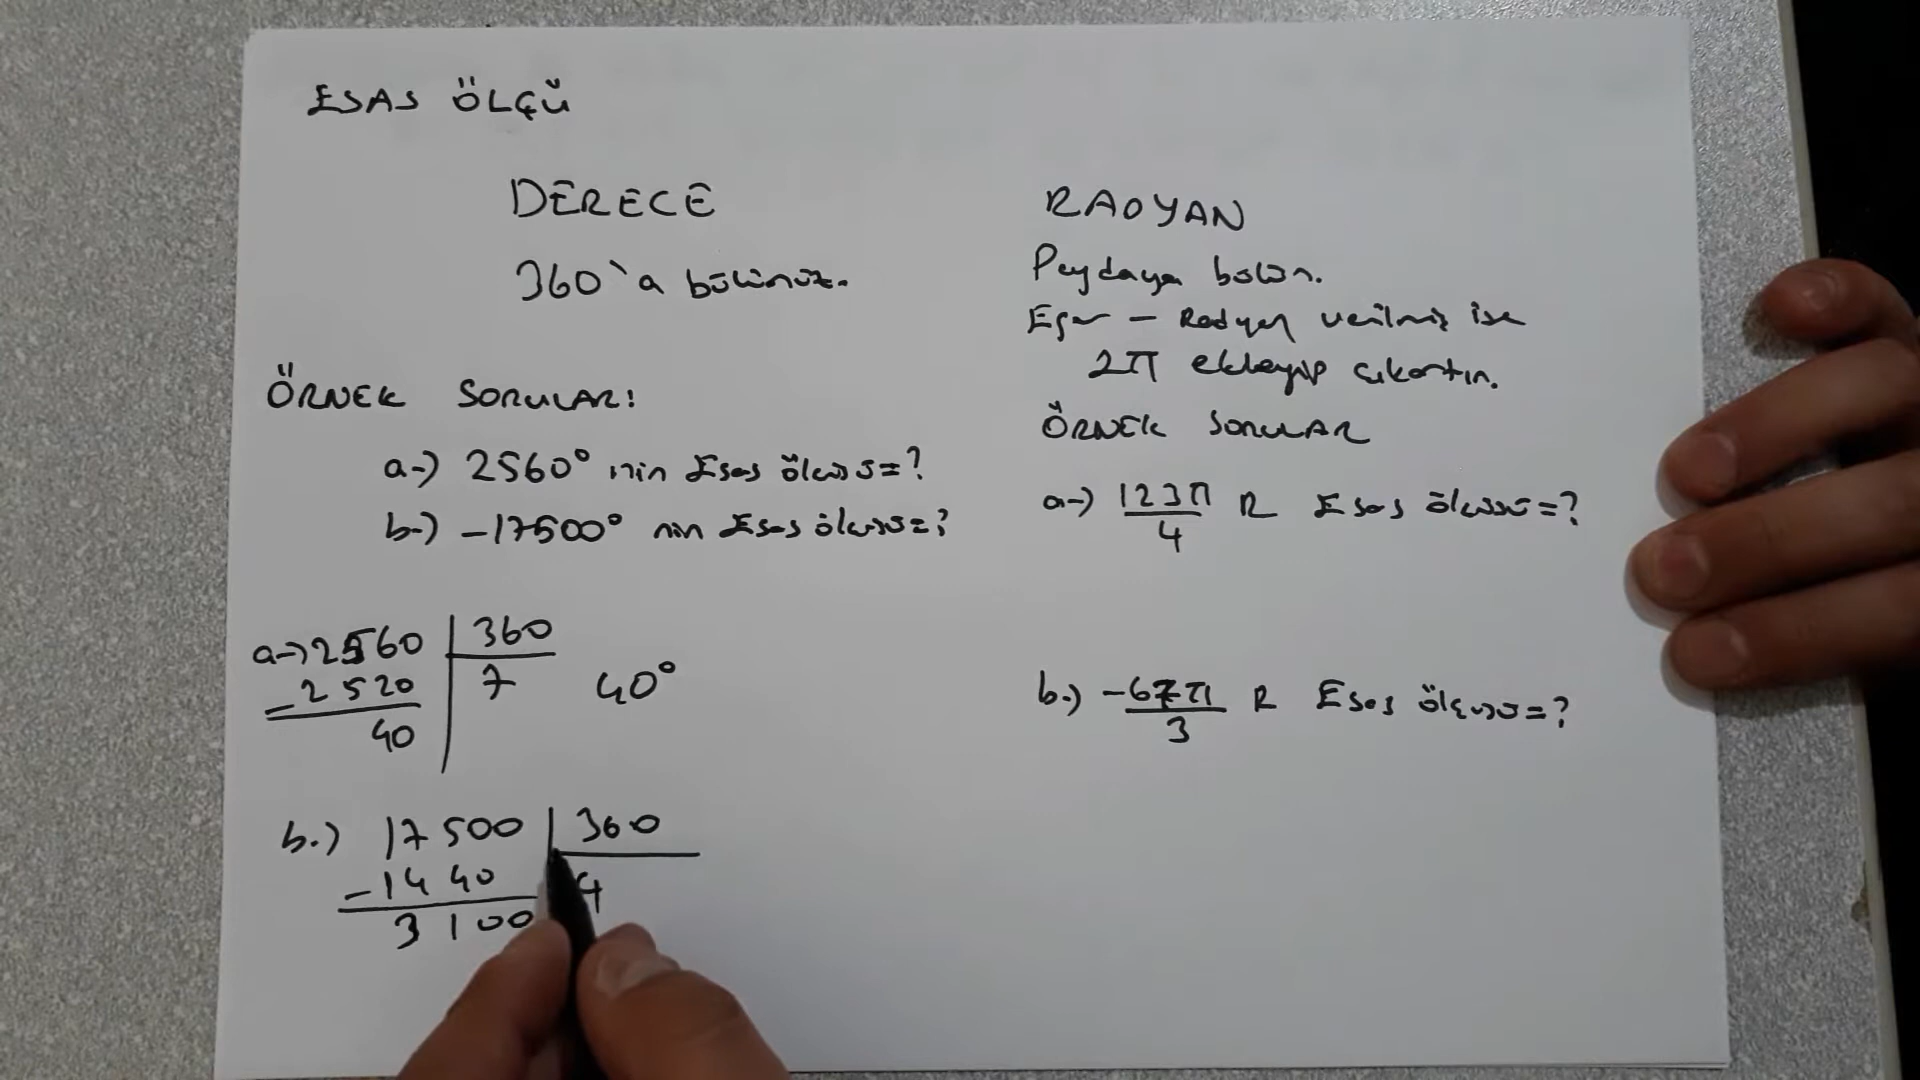 ESAS ÖLÇÜ
DERECE
360'a bölünüz.
ÖRNEK SORULAR!
a-) 2560° nin Esas ölçüsü=?
b-) -17500° nin Esas ölçüsü=?
a-) 2560 | 360
- 2520 | 7 40°
40
b.) 17500 | 360
- 1440 4
3100
RADYAN
Paydaya bölün.
Eğer - Radyan verilmiş ise
2π ekleyip çıkartın.
ÖRNEK SORULAR
a-) 123π/4 R Esas ölçüsü=?
b.) -67π/3 R Esas ölçüsü=?